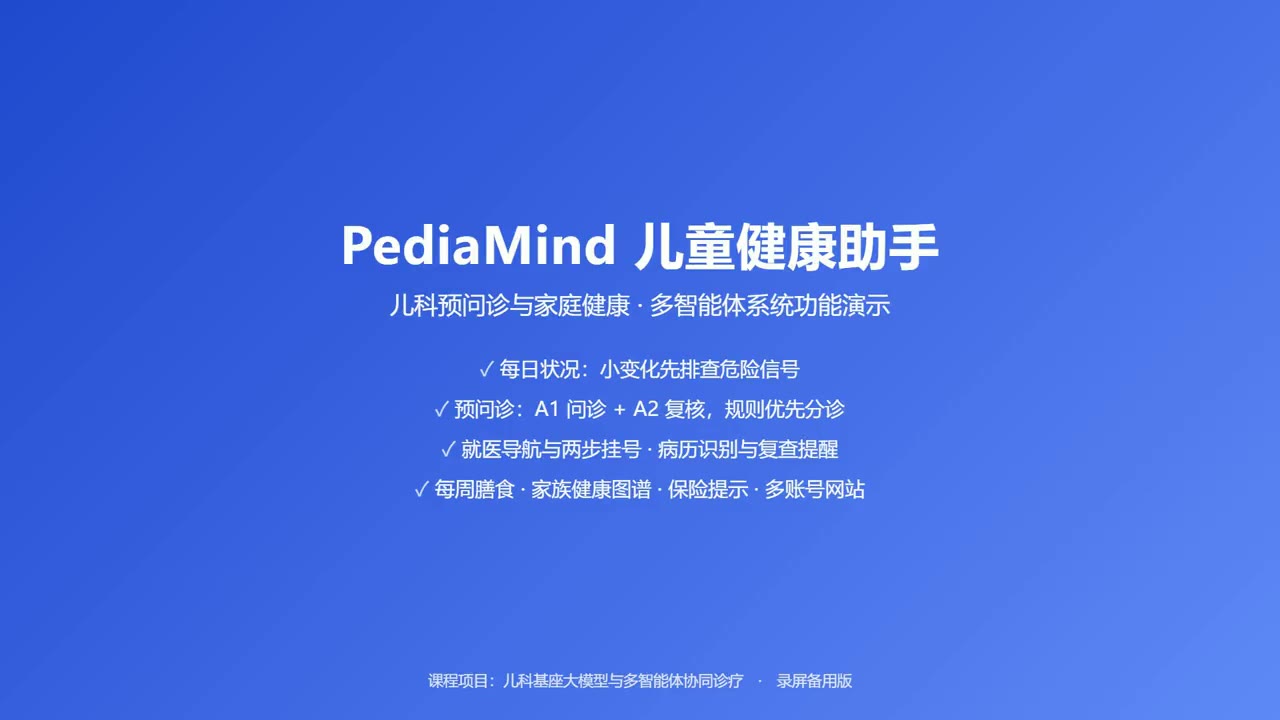 PediaMind 儿童健康助手
儿科预问诊与家庭健康 · 多智能体系统功能演示
✓ 每日状况：小变化先排查危险信号
✓ 预问诊：A1 问诊 + A2 复核，规则优先分诊
✓ 就医导航与两步挂号 · 病历识别与复查提醒
✓ 每周膳食 · 家族健康图谱 · 保险提示 · 多账号网站
课程项目：儿科基座大模型与多智能体协同诊疗 · 录屏备用版